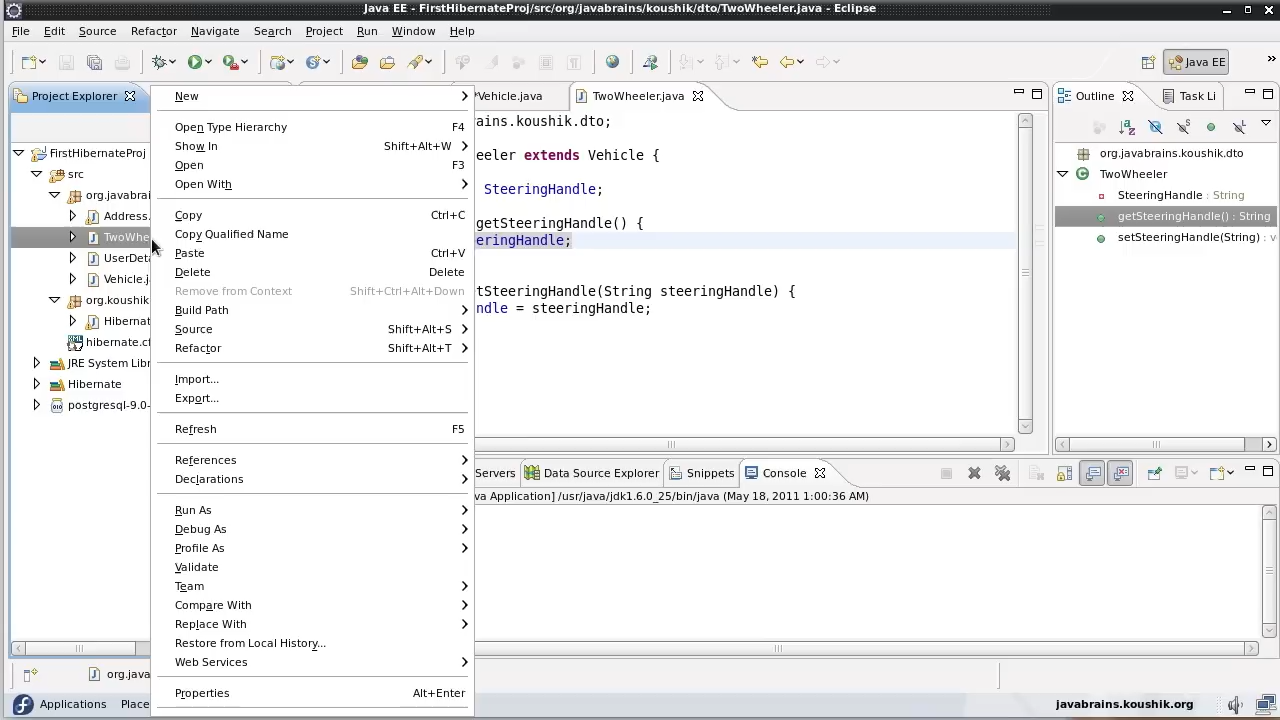 Java EE - FirstHibernateProj/src/org/javabrains/koushik/dto/TwoWheeler.java - Eclipse
File Edit Source Refactor Navigate Search Project Run Window Help
Java EE
Project Explorer
FirstHibernateProj
src
org.javabrai
Address.
TwoWhe
UserDeta
Vehicle.j
org.koushik
Hibernat
hibernate.cf
JRE System Libr
Hibernate
postgresql-9.0-
New
Open Type Hierarchy F4
Show In Shift+Alt+W
Open F3
Open With
Copy Ctrl+C
Copy Qualified Name
Paste Ctrl+V
Delete Delete
Remove from Context Shift+Ctrl+Alt+Down
Build Path
Source Shift+Alt+S
Refactor Shift+Alt+T
Import...
Export...
Refresh F5
References
Declarations
Run As
Debug As
Profile As
Validate
Team
Compare With
Replace With
Restore from Local History...
Web Services
Properties Alt+Enter
*Vehicle.java TwoWheeler.java
ains.koushik.dto;
eeler extends Vehicle {
SteeringHandle;
getSteeringHandle() {
eringHandle;
tSteeringHandle(String steeringHandle) {
ndle = steeringHandle;
Outline Task Li
org.javabrains.koushik.dto
TwoWheeler
SteeringHandle : String
getSteeringHandle() : String
setSteeringHandle(String) : v
Servers Data Source Explorer Snippets Console
va Application] /usr/java/jdk1.6.0_25/bin/java (May 18, 2011 1:00:36 AM)
org.java
Applications Place
javabrains.koushik.org